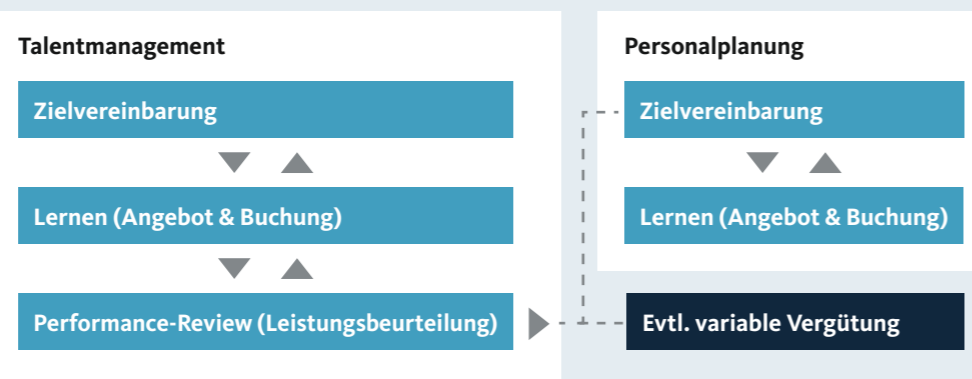 Talentmanagement
Zielvereinbarung
Lernen (Angebot & Buchung)
Performance-Review (Leistungsbeurteilung)
Personalplanung
Zielvereinbarung
Lernen (Angebot & Buchung)
Evtl. variable Vergütung